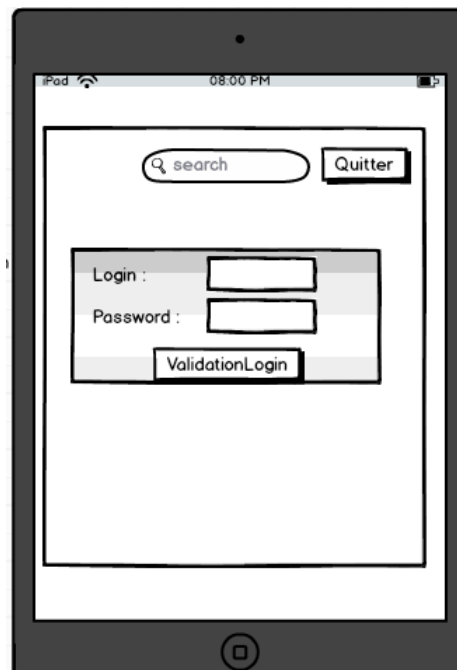 iPad 08:00 PM
search Quitter
Login :
Password :
ValidationLogin